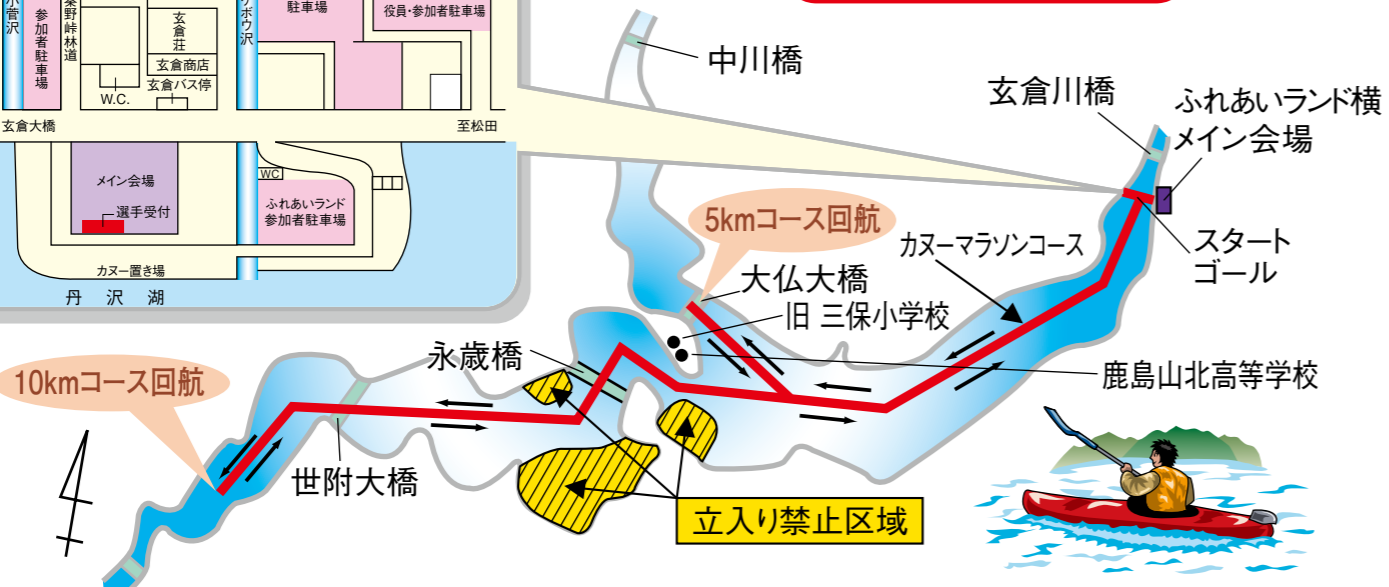 小菅沢
参加者駐車場
秦野峠林道
玄倉荘
玄倉商店
玄倉バス停
W.C.
ボウ沢
駐車場
役員・参加者駐車場
玄倉大橋
至松田
メイン会場
選手受付
WC
ふれあいランド
参加者駐車場
カヌー置き場
丹沢湖
中川橋
玄倉川橋
ふれあいランド横
メイン会場
5kmコース回航
カヌーマラソンコース
スタート
ゴール
大仏大橋
旧 三保小学校
永歳橋
鹿島山北高等学校
10kmコース回航
世附大橋
立入り禁止区域